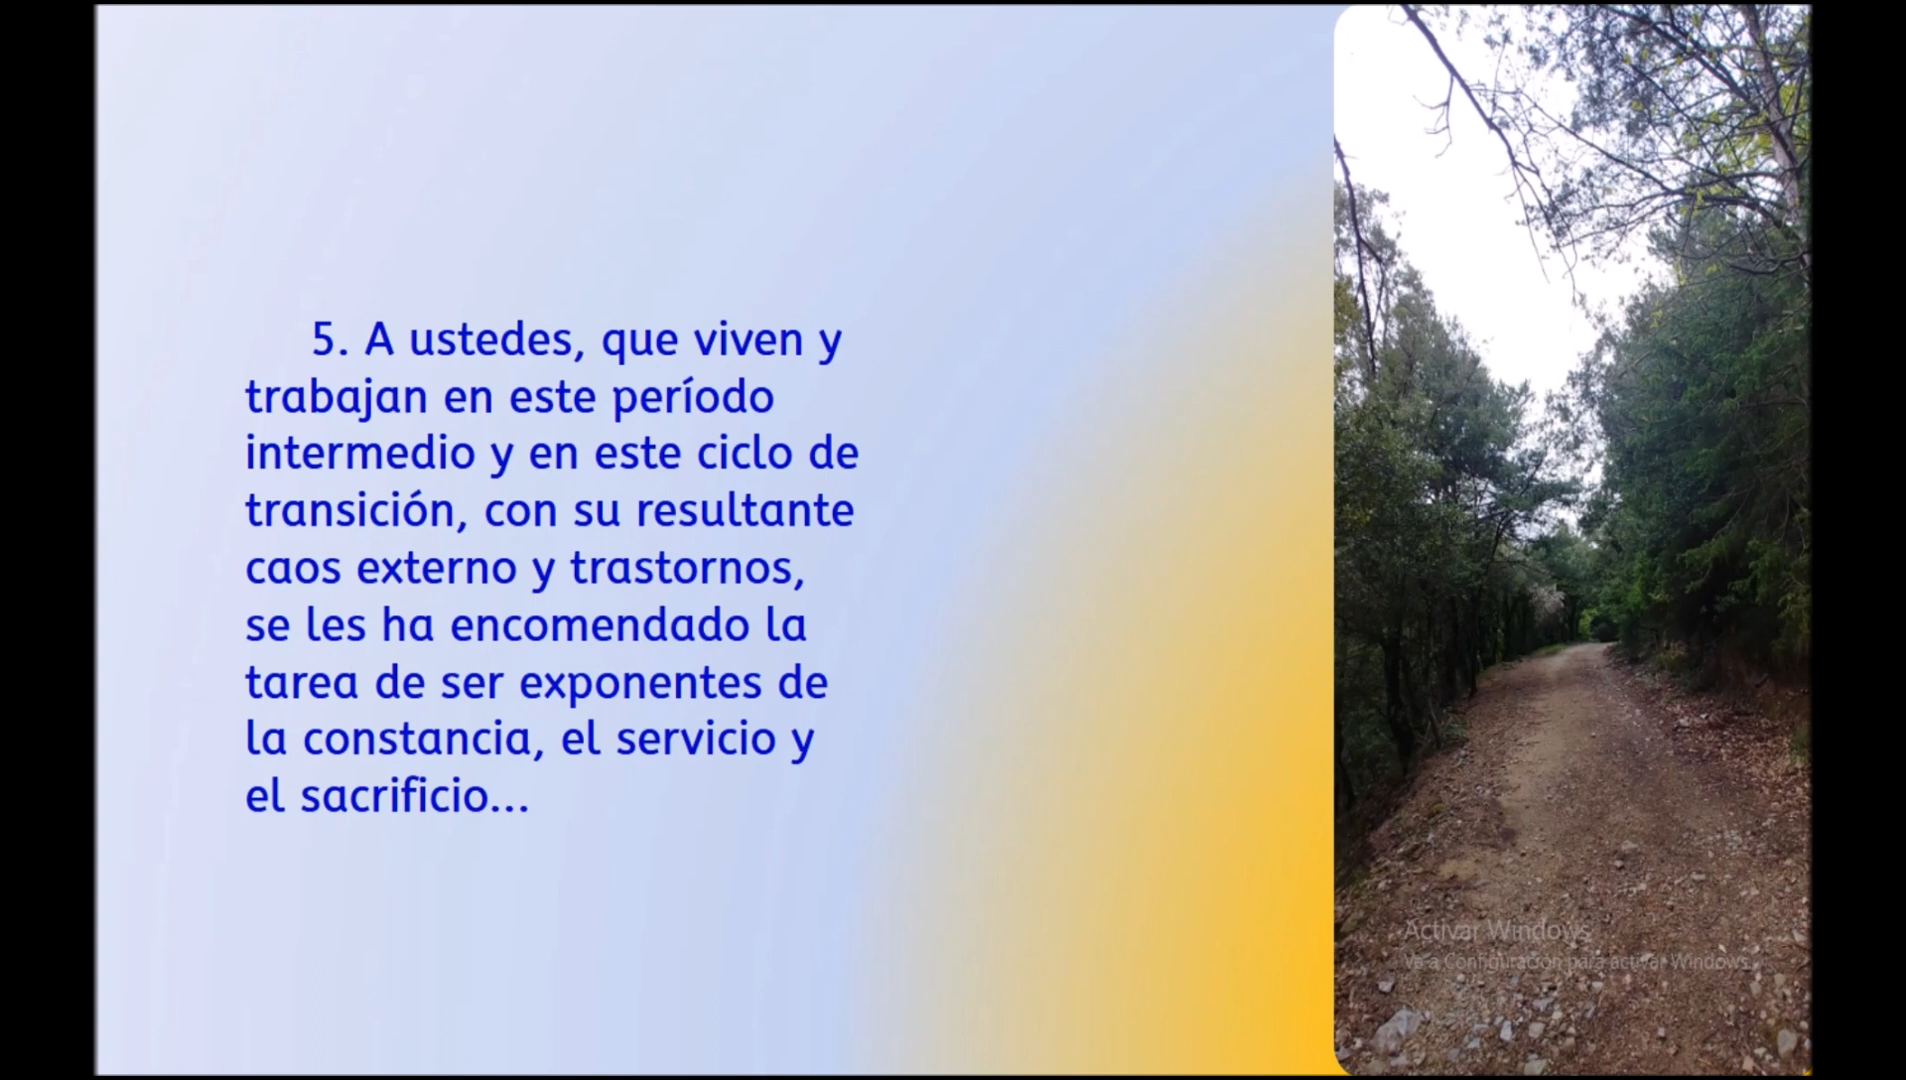 5. A ustedes, que viven y
trabajan en este período
intermedio y en este ciclo de
transición, con su resultante
caos externo y trastornos,
se les ha encomendado la
tarea de ser exponentes de
la constancia, el servicio y
el sacrificio...
Activar Windows
Ve a Configuración para activar Windows.